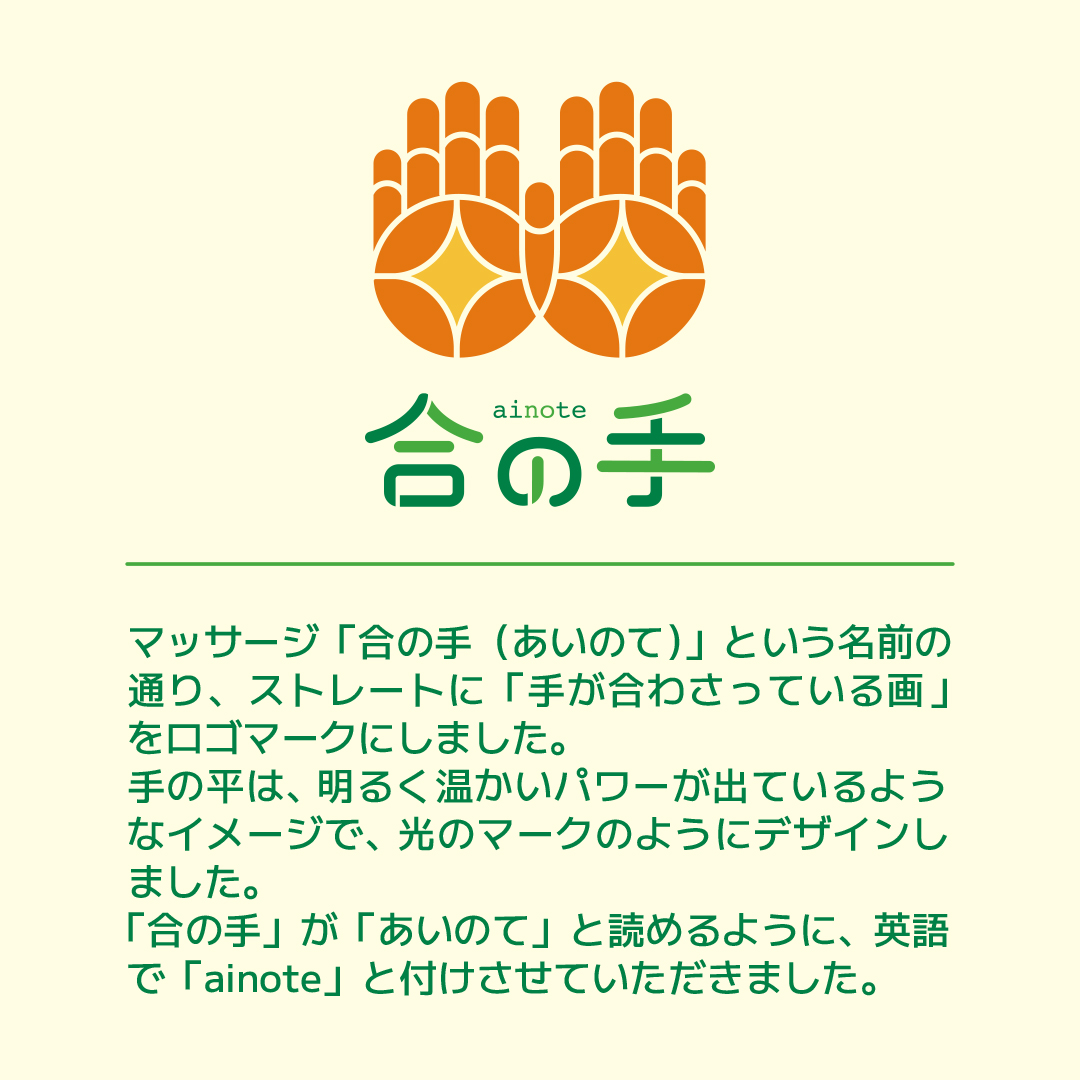 ainote
合の手
マッサージ「合の手（あいのて）」という名前の
通り、ストレートに「手が合わさっている画」
をロゴマークにしました。
手の平は、明るく温かいパワーが出ているよう
なイメージで、光のマークのようにデザインし
ました。
「合の手」が「あいのて」と読めるように、英語
で「ainote」と付けさせていただきました。